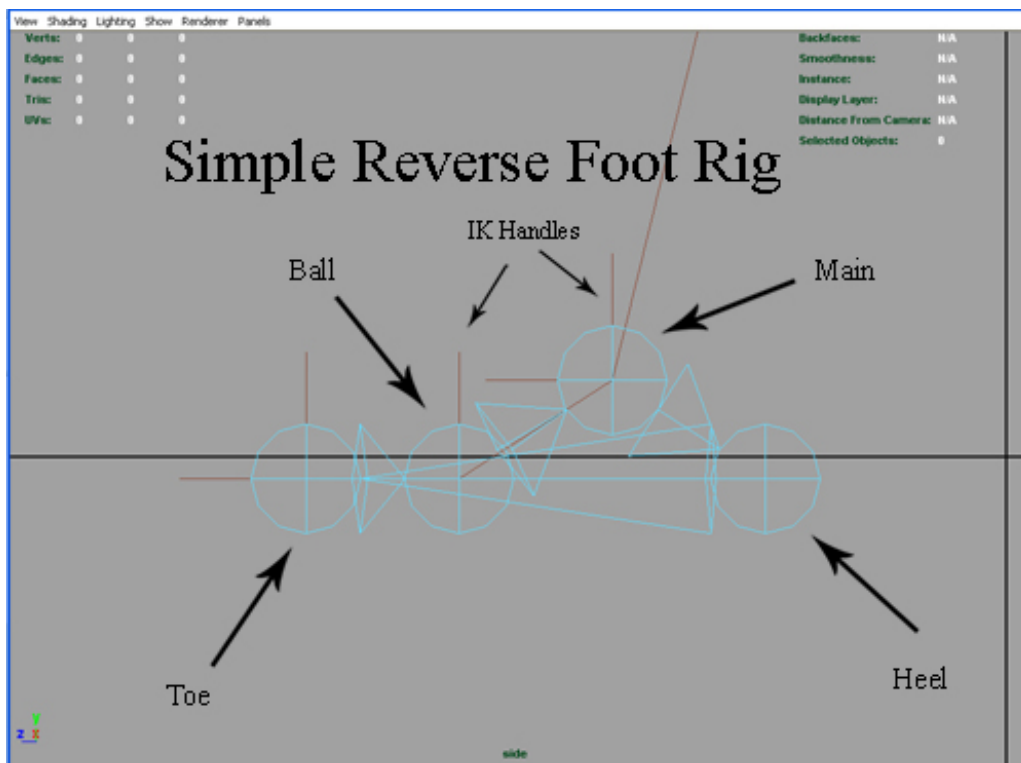 View Shading Lighting Show Renderer Panels
Verts: 0 0 0
Edges: 0 0 0
Faces: 0 0 0
Tris: 0 0 0
UVs: 0 0 0
Backfaces: N/A
Smoothness: N/A
Instance: N/A
Display Layer: N/A
Distance From Camera: N/A
Selected Objects: 0
Simple Reverse Foot Rig
IK Handles
Ball
Main
Toe
Heel
Y
Z X
side